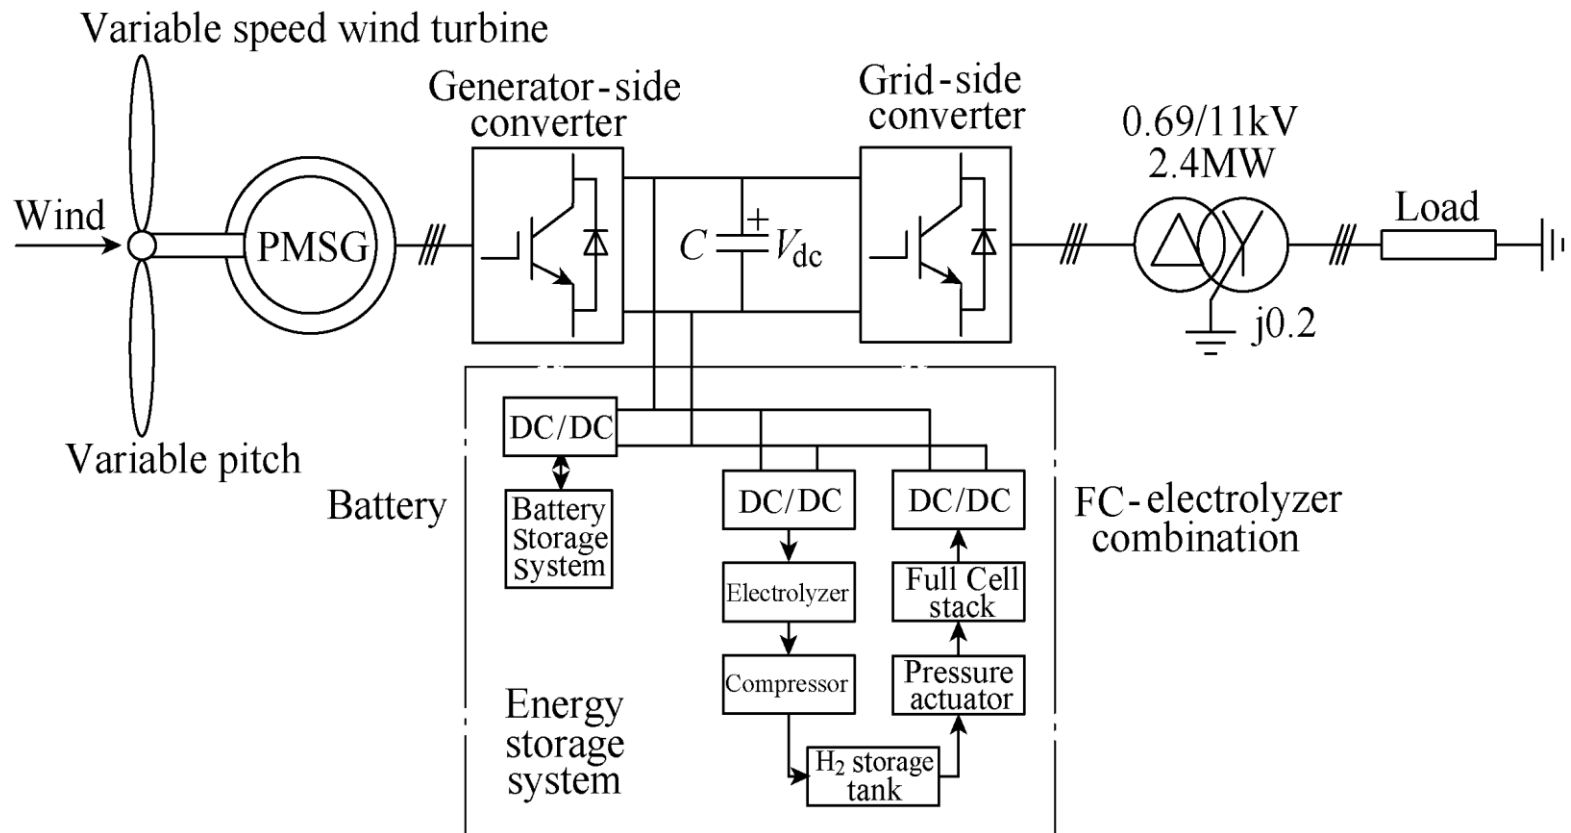 Variable speed wind turbine
Generator-side
converter
Grid-side
converter
0.69/11kV
2.4MW
Wind
PMSG
C
+
Vdc
Load
j0.2
Variable pitch
Battery
DC/DC
Battery
Storage
System
DC/DC
DC/DC
FC-electrolyzer
combination
Electrolyzer
Full Cell
stack
Compressor
Pressure
actuator
Energy
storage
system
H2 storage
tank